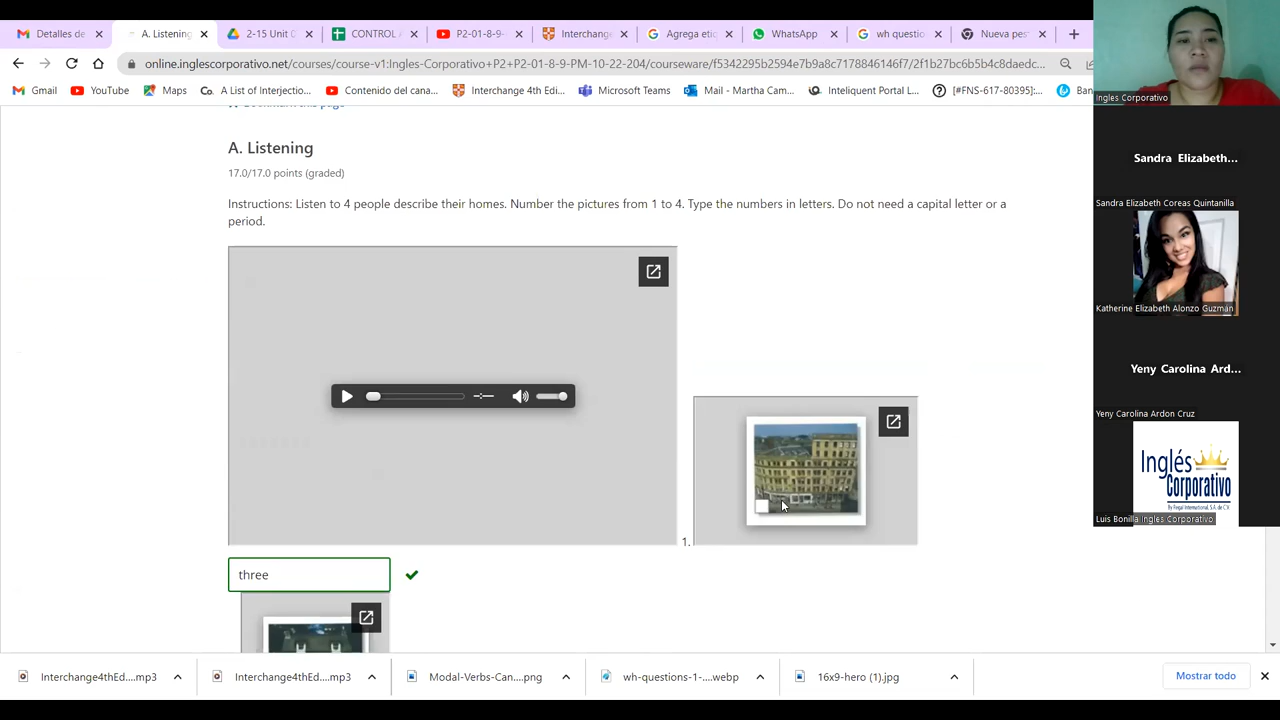 Detalles de
A. Listening
2-15 Unit
CONTROL
P2-01-8-9-
Interchange
Agrega eti
WhatsApp
wh questi
Nueva pes
online.inglescorporativo.net/courses/course-v1:Ingles-Corporativo+P2+P2-01-8-9-PM-10-22-204/courseware/f5342295b2594e7b9a8c7178846146f7/2f1b27bc6b5b4c8daedc...
Gmail
YouTube
Maps
A List of Interjectio...
Contenido del cana...
Interchange 4th Edi...
Microsoft Teams
Mail - Martha Cam...
Inteliquent Portal L...
[#FNS-617-80395]:...
Ban
Ingles Corporativo
A. Listening
17.0/17.0 points (graded)
Instructions: Listen to 4 people describe their homes. Number the pictures from 1 to 4. Type the numbers in letters. Do not need a capital letter or a
period.
1.
three
Sandra Elizabeth...
Sandra Elizabeth Coreas Quintanilla
Katherine Elizabeth Alonzo Guzman
Yeny Carolina Ard...
Yeny Carolina Ardon Cruz
Inglés
Corporativo
By Regal International, S.A. de C.V.
Luis Bonilla Ingles Corporativo
Interchange4thEd....mp3
Interchange4thEd....mp3
Modal-Verbs-Can....png
wh-questions-1-....webp
16x9-hero (1).jpg
Mostrar todo